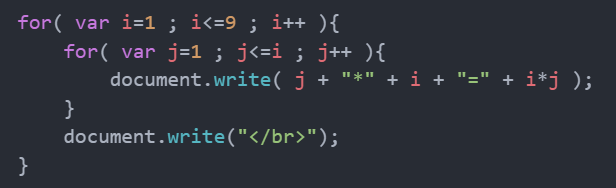 for( var i=1 ; i<=9 ; i++ ){
    for( var j=1 ; j<=i ; j++ ){
        document.write( j + "*" + i + "=" + i*j );
    }
    document.write("</br>");
}